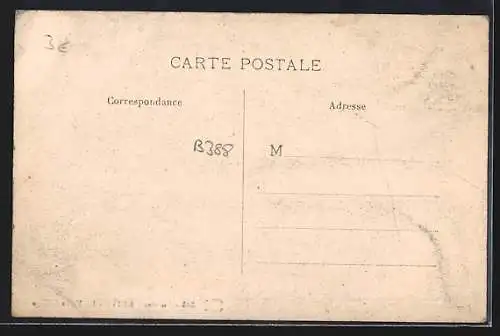 3€
CARTE POSTALE
Correspondance
Adresse
B388
M